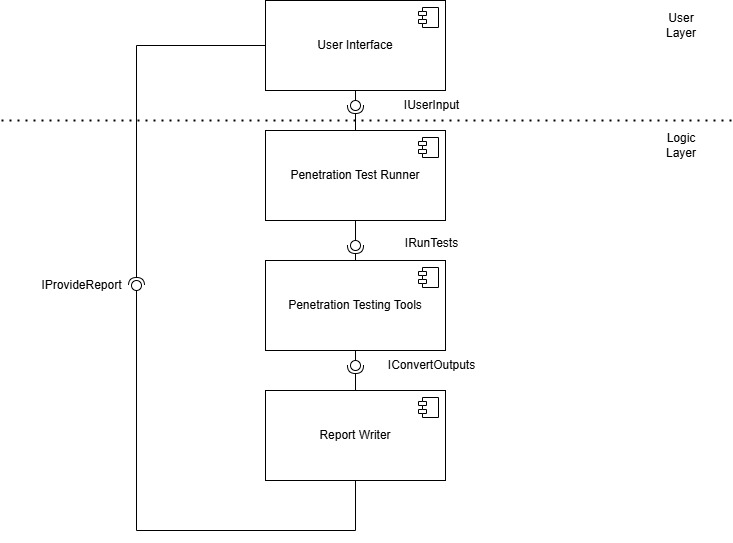 User
Layer
User Interface
IUserInput
Logic
Layer
Penetration Test Runner
IRunTests
IProvideReport
Penetration Testing Tools
IConvertOutputs
Report Writer